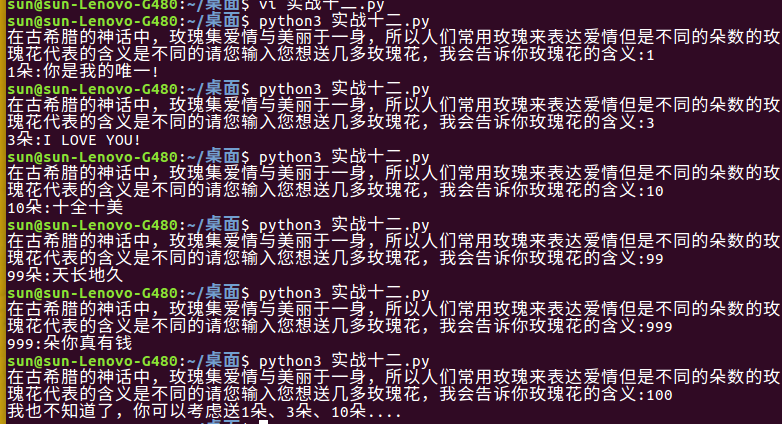 sun@sun-Lenovo-G480:~/桌面$ vi 实战十二.py
sun@sun-Lenovo-G480:~/桌面$ python3 实战十二.py
在古希腊的神话中，玫瑰集爱情与美丽于一身，所以人们常用玫瑰来表达爱情但是不同的朵数的玫
瑰花代表的含义是不同的请您输入您想送几多玫瑰花，我会告诉你玫瑰花的含义:1
1朵:你是我的唯一!
sun@sun-Lenovo-G480:~/桌面$ python3 实战十二.py
在古希腊的神话中，玫瑰集爱情与美丽于一身，所以人们常用玫瑰来表达爱情但是不同的朵数的玫
瑰花代表的含义是不同的请您输入您想送几多玫瑰花，我会告诉你玫瑰花的含义:3
3朵:I LOVE YOU!
sun@sun-Lenovo-G480:~/桌面$ python3 实战十二.py
在古希腊的神话中，玫瑰集爱情与美丽于一身，所以人们常用玫瑰来表达爱情但是不同的朵数的玫
瑰花代表的含义是不同的请您输入您想送几多玫瑰花，我会告诉你玫瑰花的含义:10
10朵:十全十美
sun@sun-Lenovo-G480:~/桌面$ python3 实战十二.py
在古希腊的神话中，玫瑰集爱情与美丽于一身，所以人们常用玫瑰来表达爱情但是不同的朵数的玫
瑰花代表的含义是不同的请您输入您想送几多玫瑰花，我会告诉你玫瑰花的含义:99
99朵:天长地久
sun@sun-Lenovo-G480:~/桌面$ python3 实战十二.py
在古希腊的神话中，玫瑰集爱情与美丽于一身，所以人们常用玫瑰来表达爱情但是不同的朵数的玫
瑰花代表的含义是不同的请您输入您想送几多玫瑰花，我会告诉你玫瑰花的含义:999
999:朵你真有钱
sun@sun-Lenovo-G480:~/桌面$ python3 实战十二.py
在古希腊的神话中，玫瑰集爱情与美丽于一身，所以人们常用玫瑰来表达爱情但是不同的朵数的玫
瑰花代表的含义是不同的请您输入您想送几多玫瑰花，我会告诉你玫瑰花的含义:100
我也不知道了，你可以考虑送1朵、3朵、10朵....